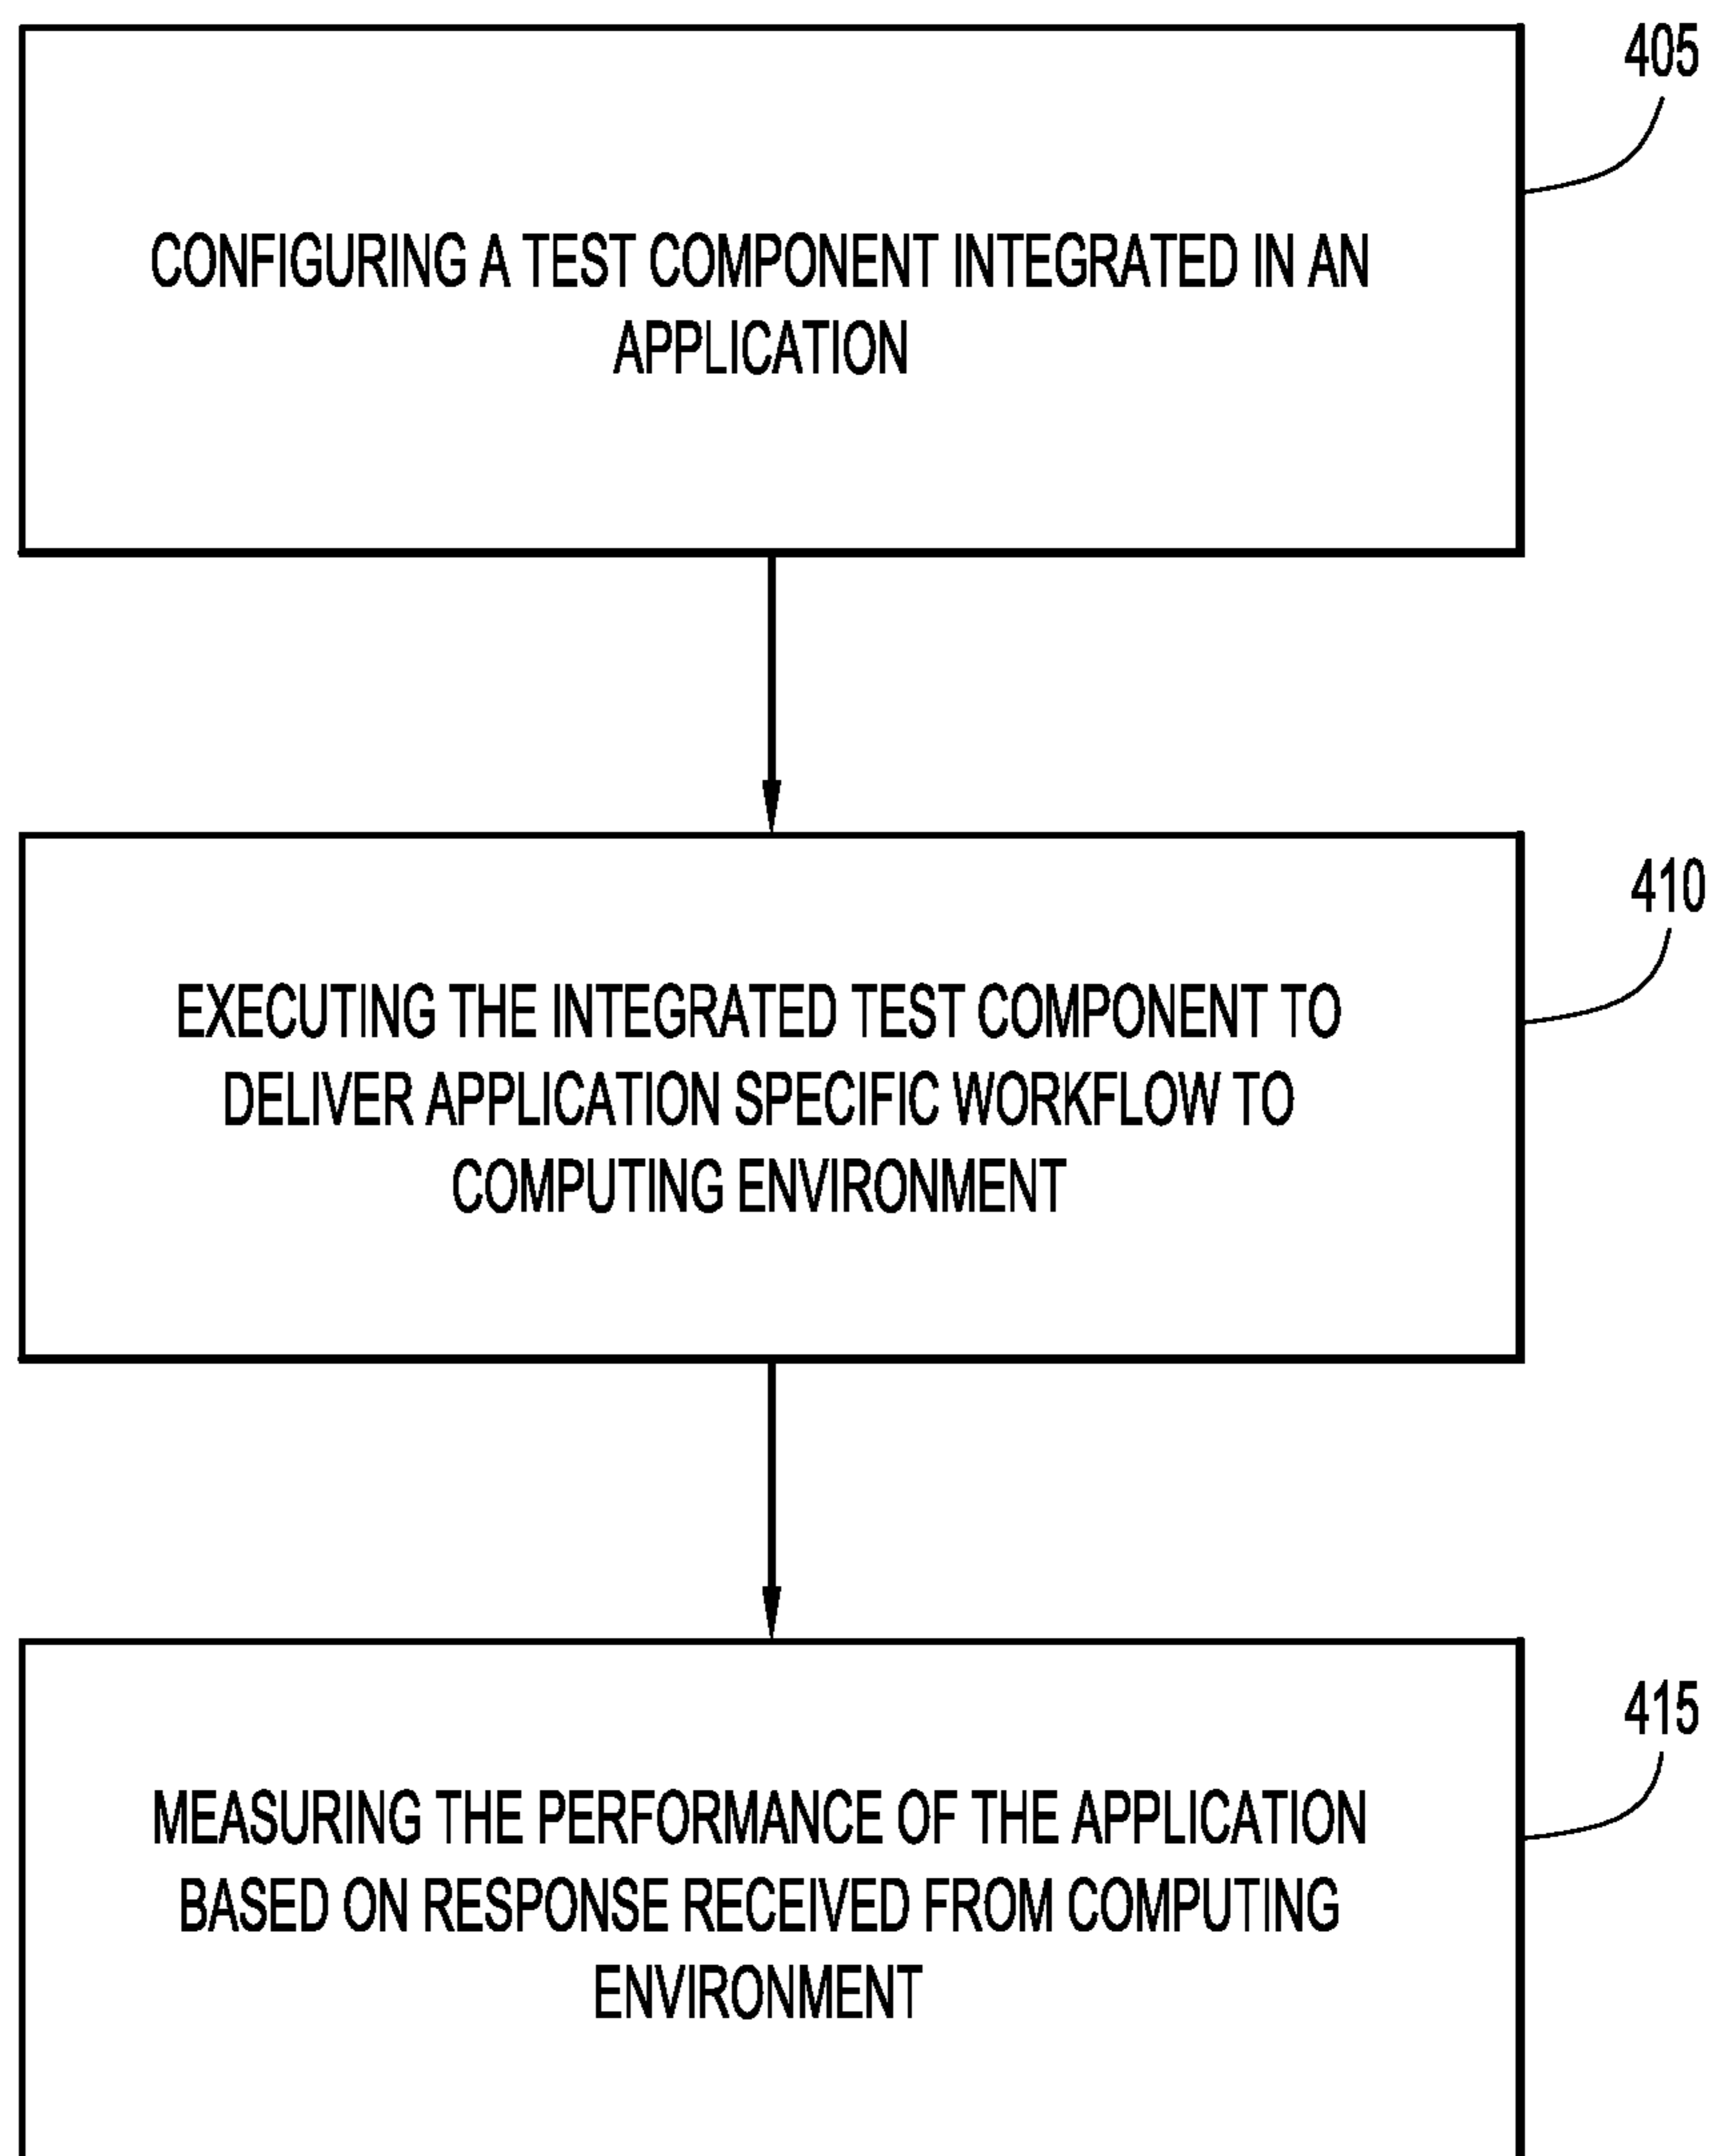 405
CONFIGURING A TEST COMPONENT INTEGRATED IN AN
APPLICATION
410
EXECUTING THE INTEGRATED TEST COMPONENT TO
DELIVER APPLICATION SPECIFIC WORKFLOW TO
COMPUTING ENVIRONMENT
415
MEASURING THE PERFORMANCE OF THE APPLICATION
BASED ON RESPONSE RECEIVED FROM COMPUTING
ENVIRONMENT